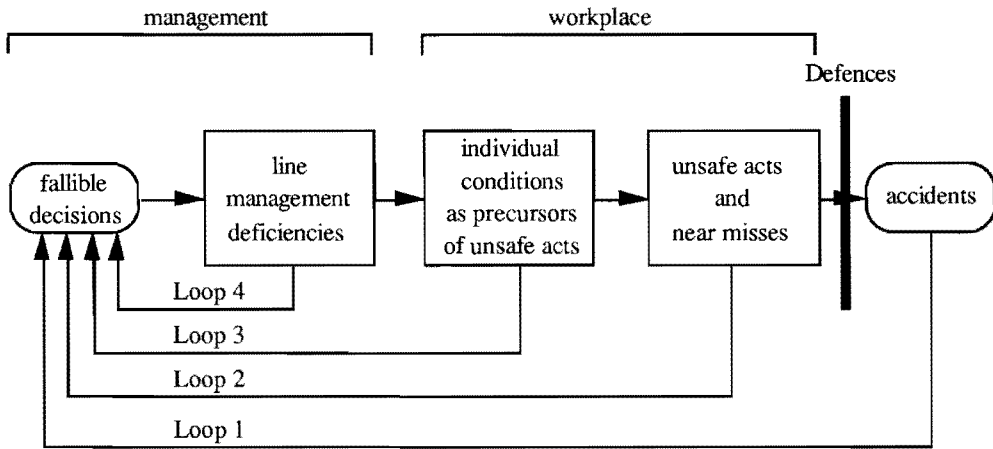 management
workplace
Defences
fallible
decisions
line
management
deficiencies
individual
conditions
as precursors
of unsafe acts
unsafe acts
and
near misses
accidents
Loop 4
Loop 3
Loop 2
Loop 1